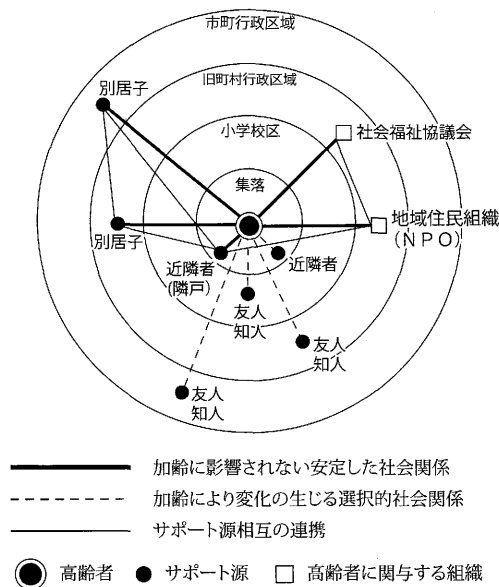 市町行政区域
旧町村行政区域
別居子
小学校区
社会福祉協議会
集落
別居子
地域住民組織
（NPO）
近隣者
(隣戸)
近隣者
友人
知人
友人
知人
友人
知人
加齢に影響されない安定した社会関係
加齢により変化の生じる選択的社会関係
サポート源相互の連携
高齢者
サポート源
高齢者に関与する組織